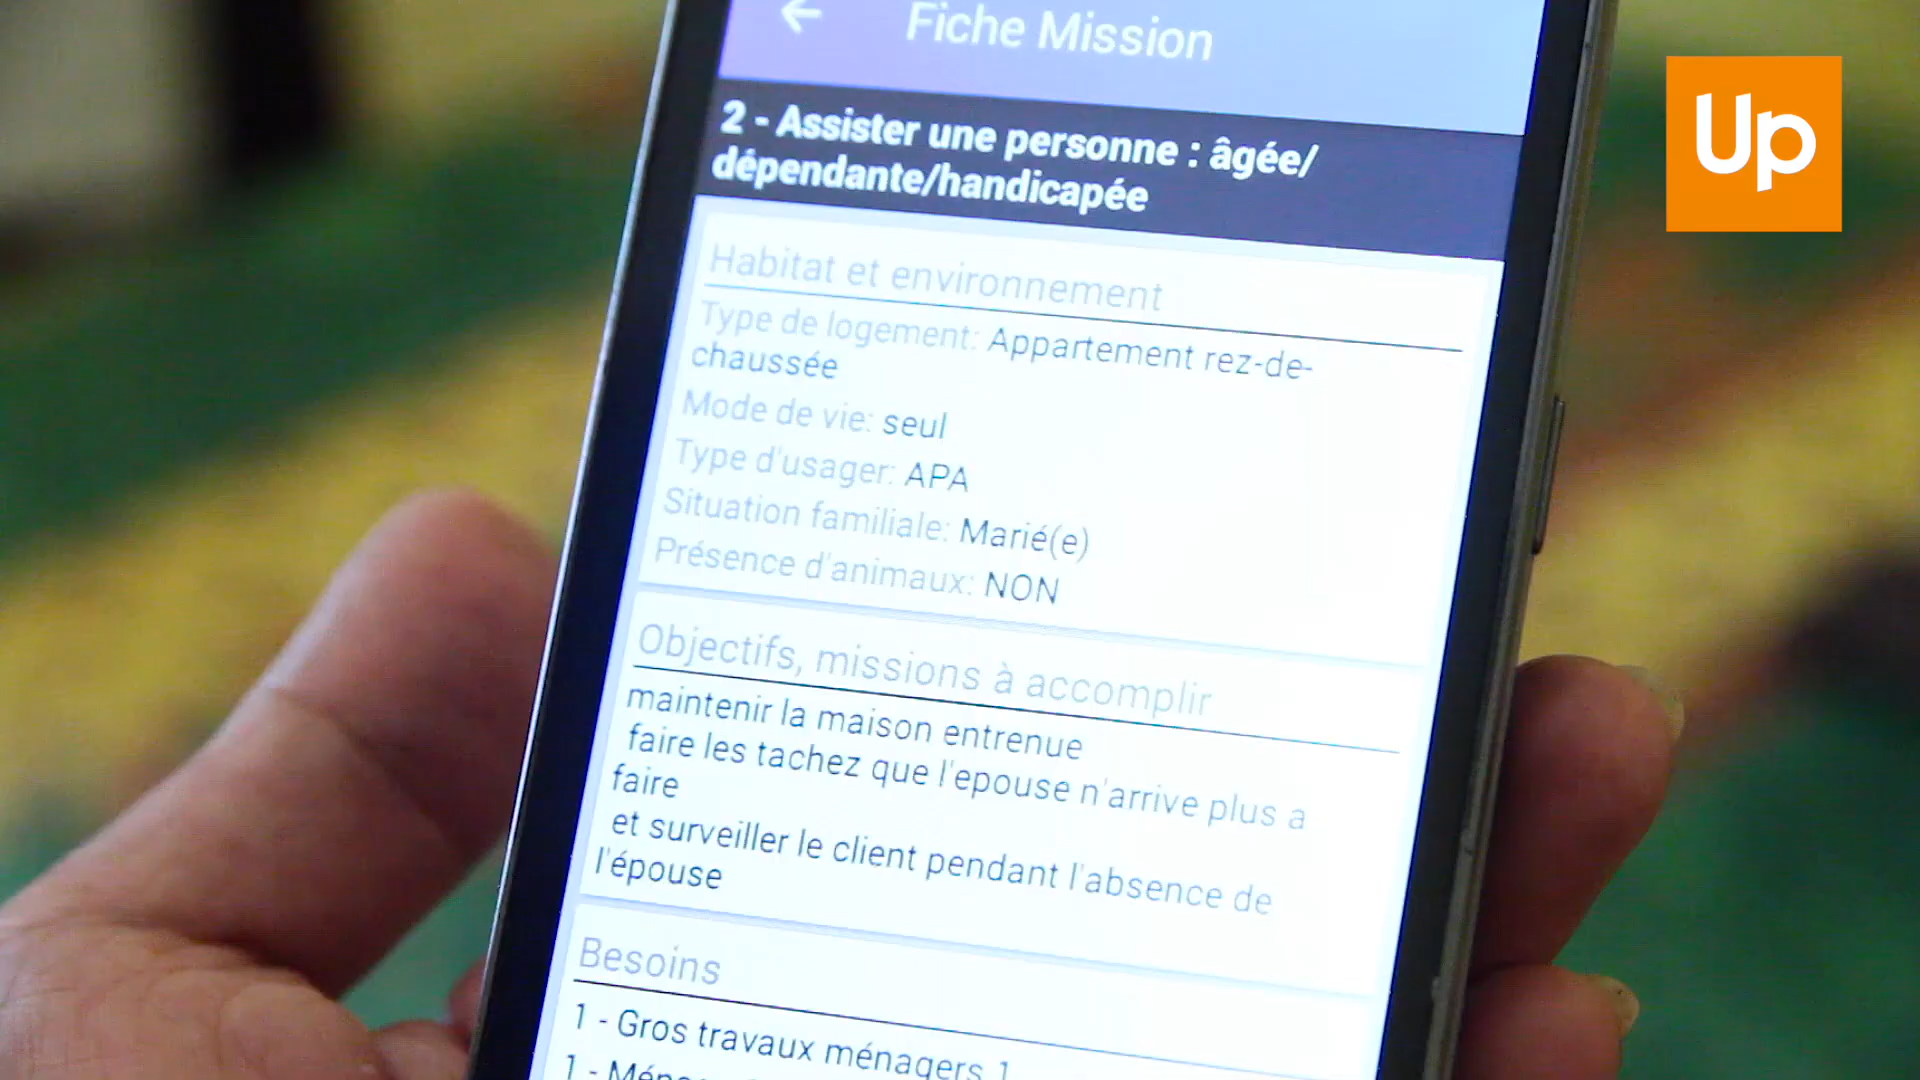 Fiche Mission
Up
2 - Assister une personne : âgée/
dépendante/handicapée
Habitat et environnement
Type de logement: Appartement rez-de-
chaussée
Mode de vie: seul
Type d'usager: APA
Situation familiale: Marié(e)
Présence d'animaux: NON
Objectifs, missions à accomplir
maintenir la maison entrenue
faire les tachez que l'epouse n'arrive plus a
faire
et surveiller le client pendant l'absence de
l'épouse
Besoins
1 - Gros travaux ménagers 1
1 -